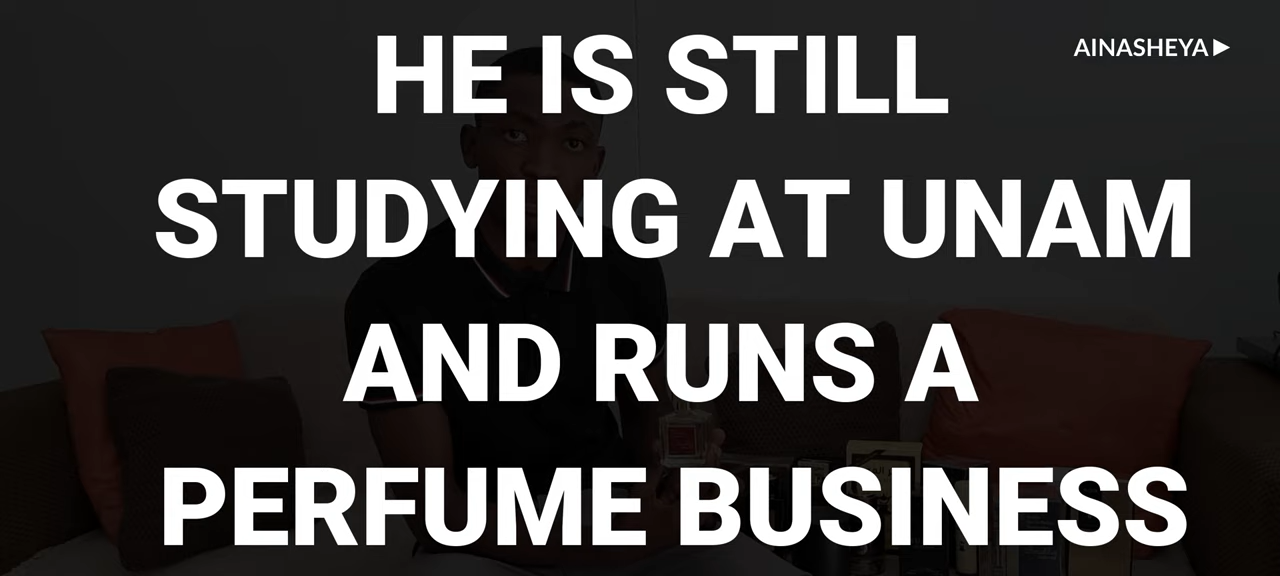 HE IS STILL
AINASHEYA
STUDYING AT UNAM
AND RUNS A
PERFUME BUSINESS